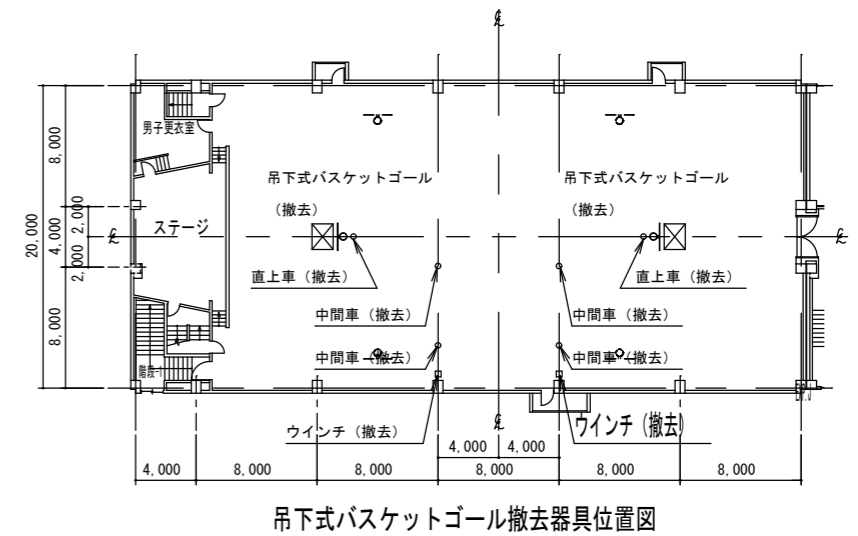 ℄
男子更衣室
吊下式バスケットゴール
(撤去)
吊下式バスケットゴール
(撤去)
8,000
20,000
4,000
2,000
2,000
8,000
℄
ステージ
℄
直上車 (撤去)
直上車 (撤去)
中間車 (撤去)
中間車 (撤去)
中間車 (撤去)
中間車 (撤去)
階段-1
ウインチ (撤去)
℄
ウインチ (撤去)
4,000
4,000
4,000
8,000
8,000
8,000
8,000
8,000
吊下式バスケットゴール撤去器具位置図